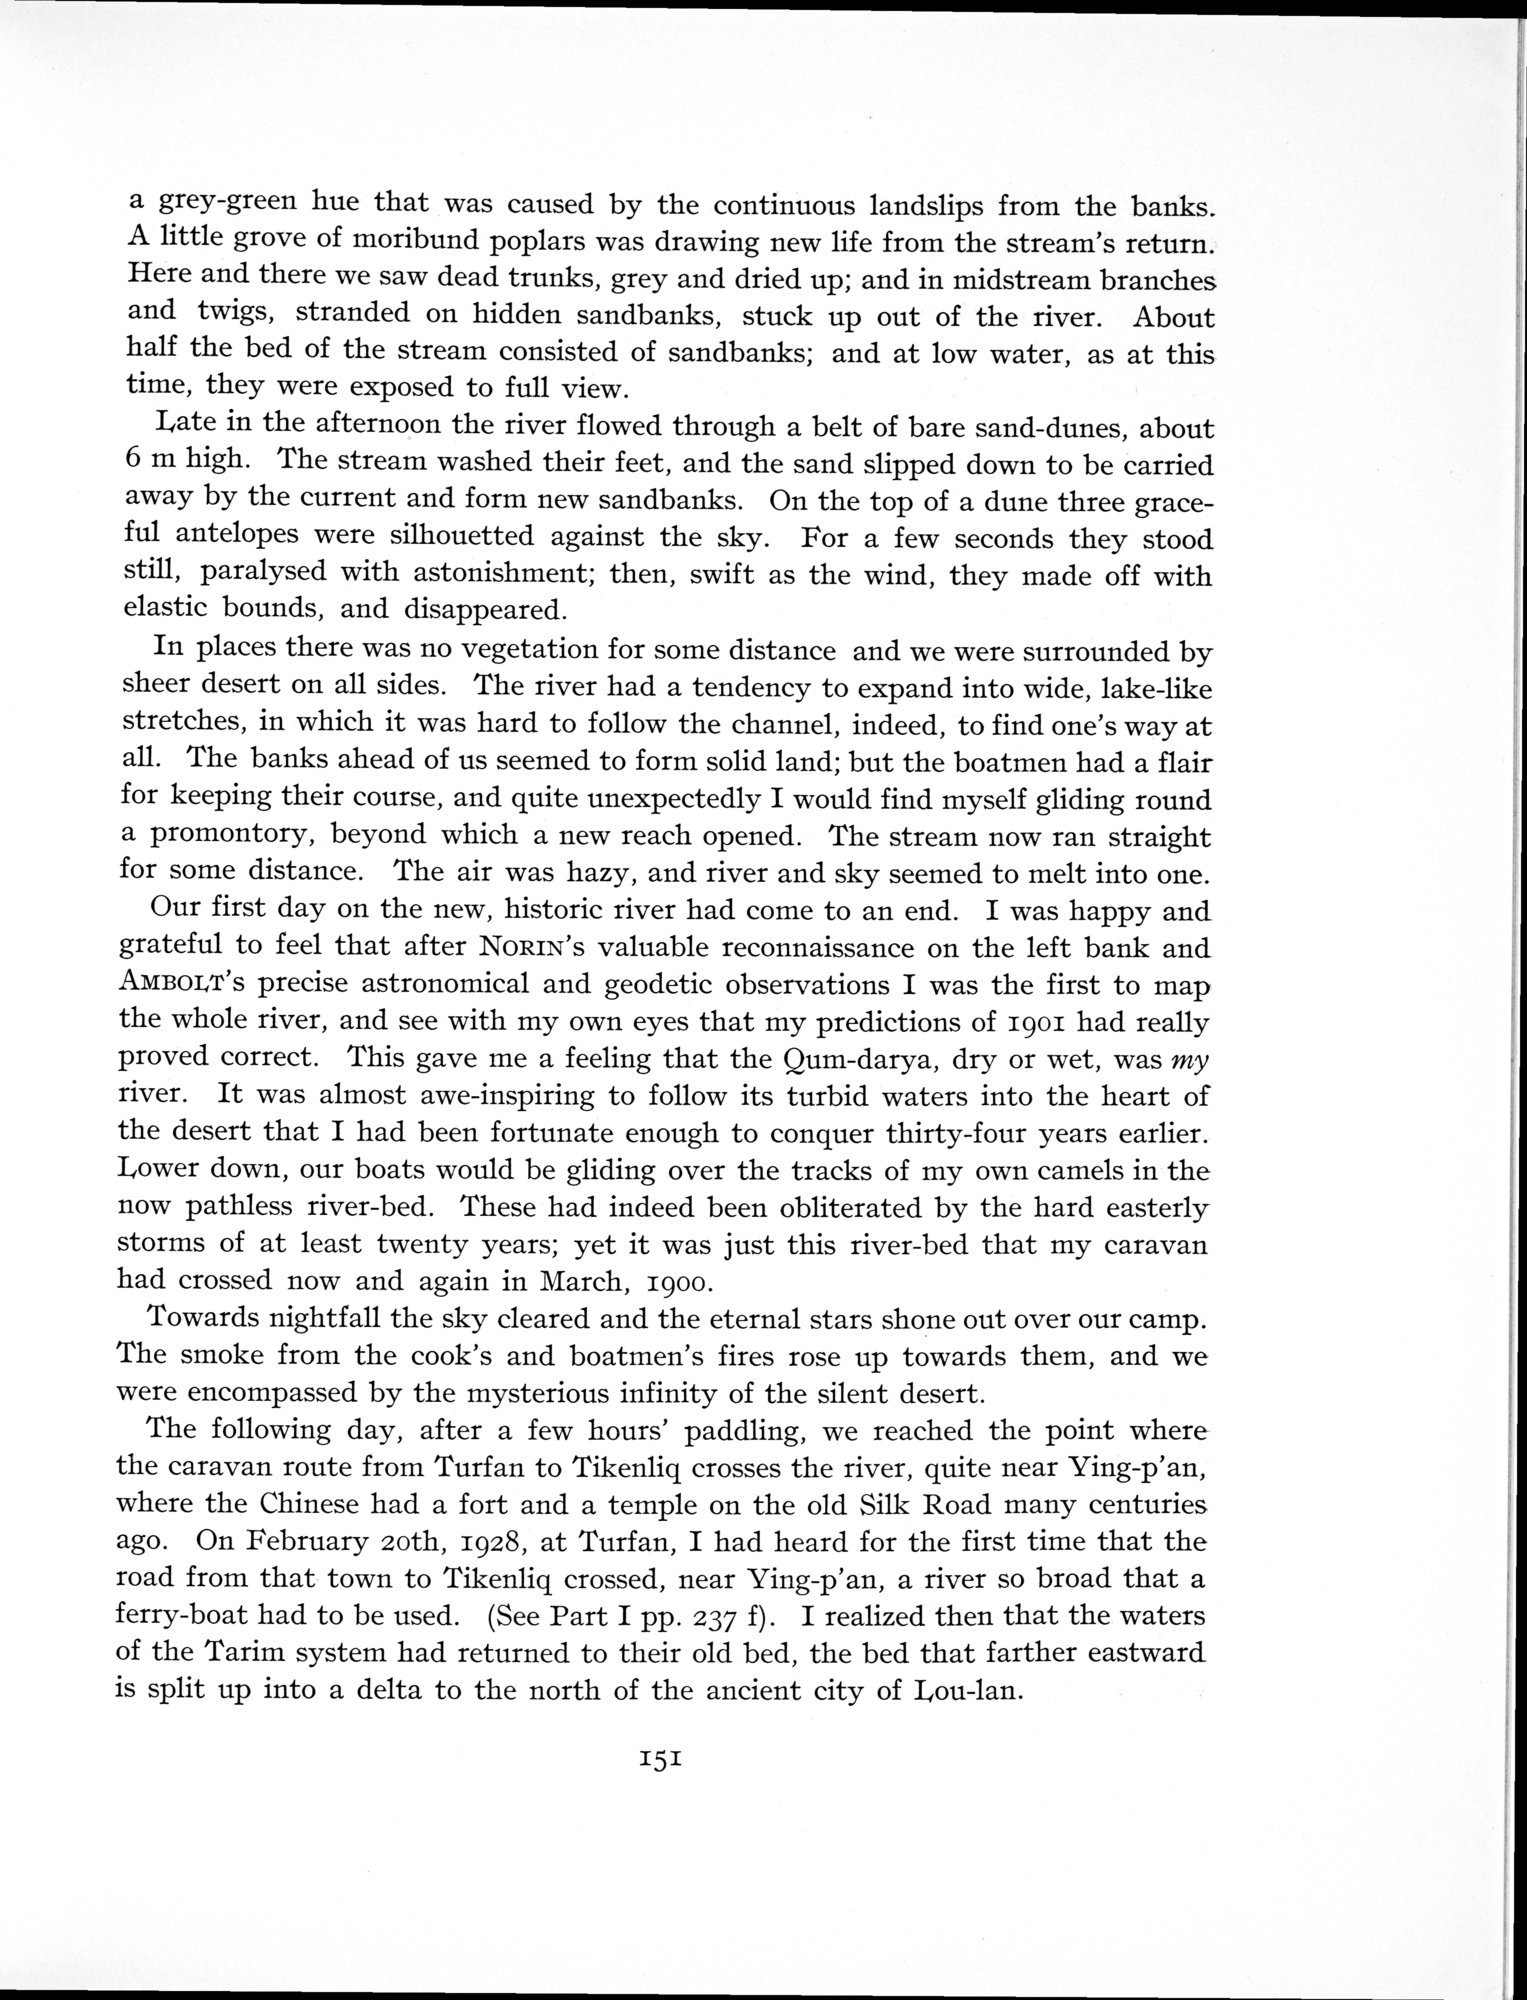 a grey-green hue that was caused by the continuous landslips from the banks.
A little grove of moribund poplars was drawing new life from the stream's return.
Here and there we saw dead trunks, grey and dried up; and in midstream branches
and twigs, stranded on hidden sandbanks, stuck up out of the river. About
half the bed of the stream consisted of sandbanks; and at low water, as at this
time, they were exposed to full view.
Late in the afternoon the river flowed through a belt of bare sand-dunes, about
6 m high. The stream washed their feet, and the sand slipped down to be carried
away by the current and form new sandbanks. On the top of a dune three grace-
ful antelopes were silhouetted against the sky. For a few seconds they stood
still, paralysed with astonishment; then, swift as the wind, they made off with
elastic bounds, and disappeared.
In places there was no vegetation for some distance and we were surrounded by
sheer desert on all sides. The river had a tendency to expand into wide, lake-like
stretches, in which it was hard to follow the channel, indeed, to find one's way at
all. The banks ahead of us seemed to form solid land; but the boatmen had a flair
for keeping their course, and quite unexpectedly I would find myself gliding round
a promontory, beyond which a new reach opened. The stream now ran straight
for some distance. The air was hazy, and river and sky seemed to melt into one.
Our first day on the new, historic river had come to an end. I was happy and
grateful to feel that after NORIN's valuable reconnaissance on the left bank and
AMBOLT's precise astronomical and geodetic observations I was the first to map
the whole river, and see with my own eyes that my predictions of 1901 had really
proved correct. This gave me a feeling that the Qum-darya, dry or wet, was my
river. It was almost awe-inspiring to follow its turbid waters into the heart of
the desert that I had been fortunate enough to conquer thirty-four years earlier.
Lower down, our boats would be gliding over the tracks of my own camels in the
now pathless river-bed. These had indeed been obliterated by the hard easterly
storms of at least twenty years; yet it was just this river-bed that my caravan
had crossed now and again in March, 1900.
Towards nightfall the sky cleared and the eternal stars shone out over our camp.
The smoke from the cook's and boatmen's fires rose up towards them, and we
were encompassed by the mysterious infinity of the silent desert.
The following day, after a few hours' paddling, we reached the point where
the caravan route from Turfan to Tikenliq crosses the river, quite near Ying-p'an,
where the Chinese had a fort and a temple on the old Silk Road many centuries
ago. On February 20th, 1928, at Turfan, I had heard for the first time that the
road from that town to Tikenliq crossed, near Ying-p'an, a river so broad that a
ferry-boat had to be used. (See Part I pp. 237 f). I realized then that the waters
of the Tarim system had returned to their old bed, the bed that farther eastward
is split up into a delta to the north of the ancient city of Lou-lan.
151